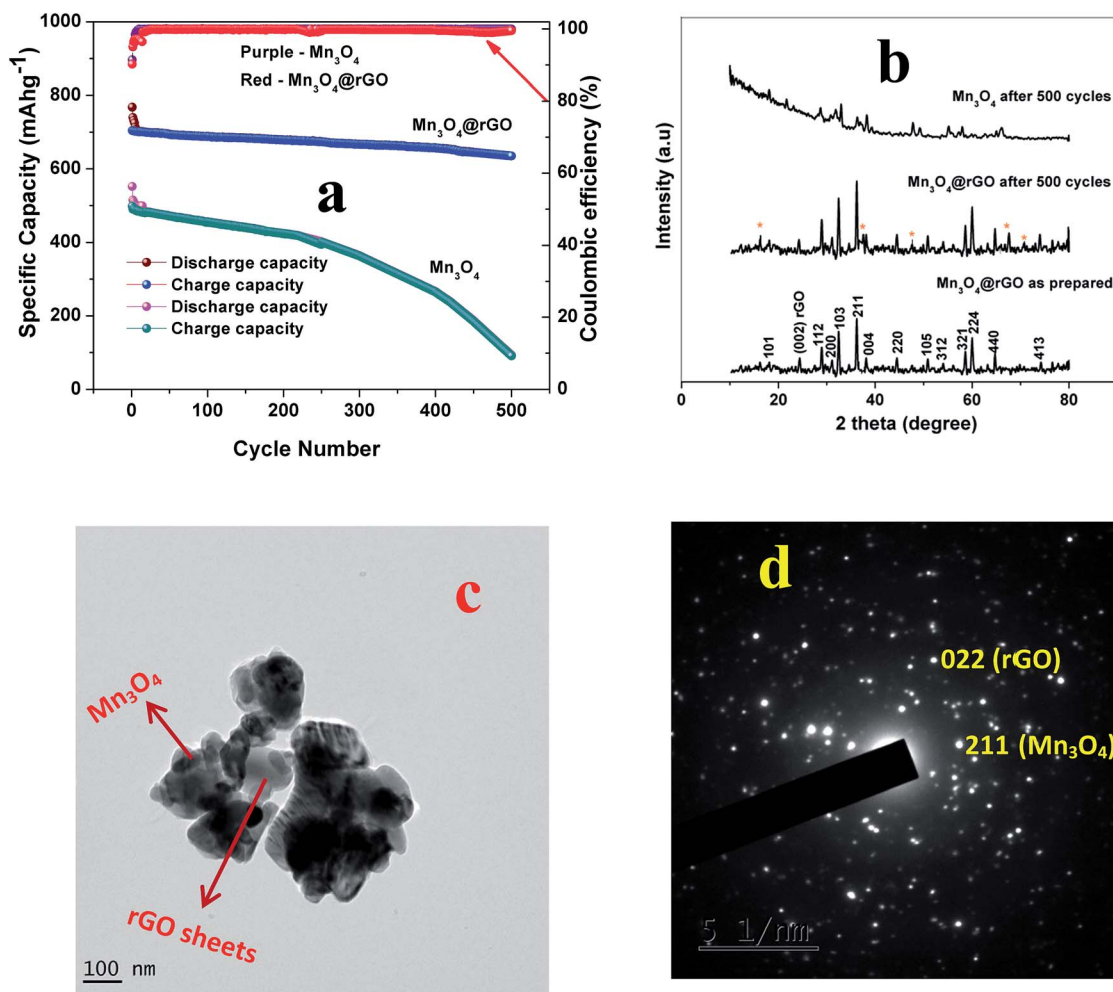 1000
800
600
400
200
0
Specific Capacity (mAhg⁻¹)
100
80
60
40
20
0
Coulombic efficiency (%)
Purple - Mn₃O₄
Red - Mn₃O₄@rGO
Mn₃O₄@rGO
a
Mn₃O₄
Discharge capacity
Charge capacity
Discharge capacity
Charge capacity
0 100 200 300 400 500
Cycle Number
b
Intensity (a.u)
Mn₃O₄ after 500 cycles
Mn₃O₄@rGO after 500 cycles
* * * * *
Mn₃O₄@rGO as prepared
101
(002) rGO
112
200
103
211
004
220
105
312
321
224
440
413
0 20 40 60 80
2 theta (degree)
c
Mn₃O₄
rGO sheets
100 nm
d
022 (rGO)
211 (Mn₃O₄)
5 1/nm